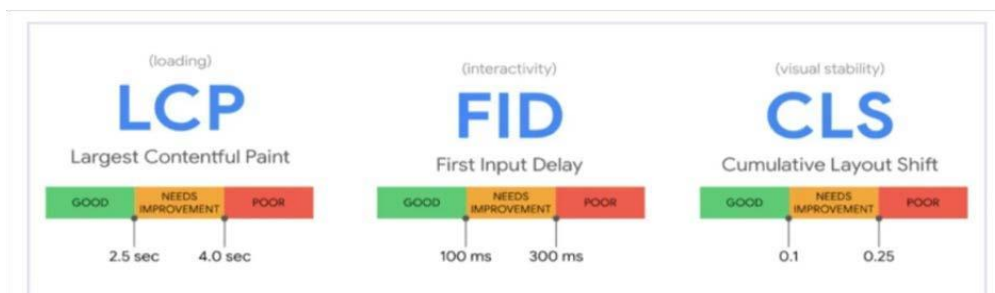 (loading)
LCP
Largest Contentful Paint
GOOD
NEEDS
IMPROVEMENT
POOR
2.5 sec
4.0 sec
(interactivity)
FID
First Input Delay
GOOD
NEEDS
IMPROVEMENT
POOR
100 ms
300 ms
(visual stability)
CLS
Cumulative Layout Shift
GOOD
NEEDS
IMPROVEMENT
POOR
0.1
0.25